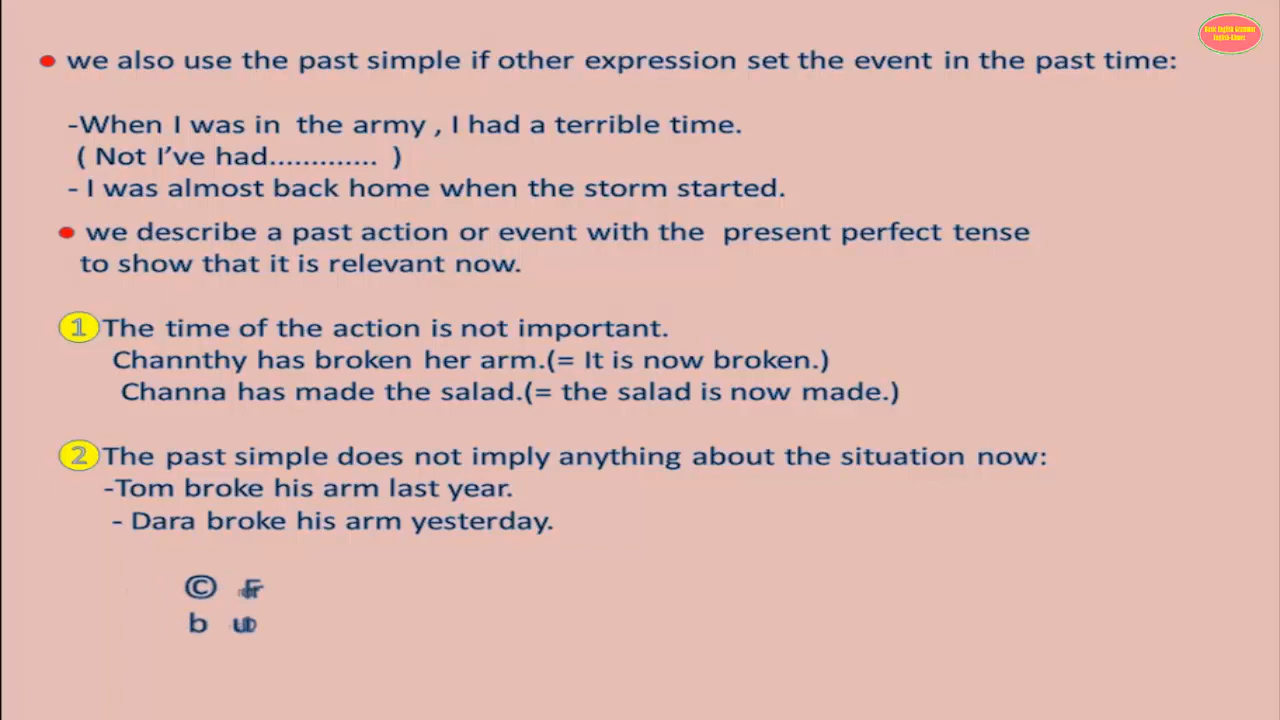 Basic English Grammar
English-Khmer
• we also use the past simple if other expression set the event in the past time:
-When I was in the army , I had a terrible time.
( Not I've had............. )
- I was almost back home when the storm started.
• we describe a past action or event with the present perfect tense
to show that it is relevant now.
1 The time of the action is not important.
Channthy has broken her arm.(= It is now broken.)
Channa has made the salad.(= the salad is now made.)
2 The past simple does not imply anything about the situation now:
-Tom broke his arm last year.
- Dara broke his arm yesterday.
©
b